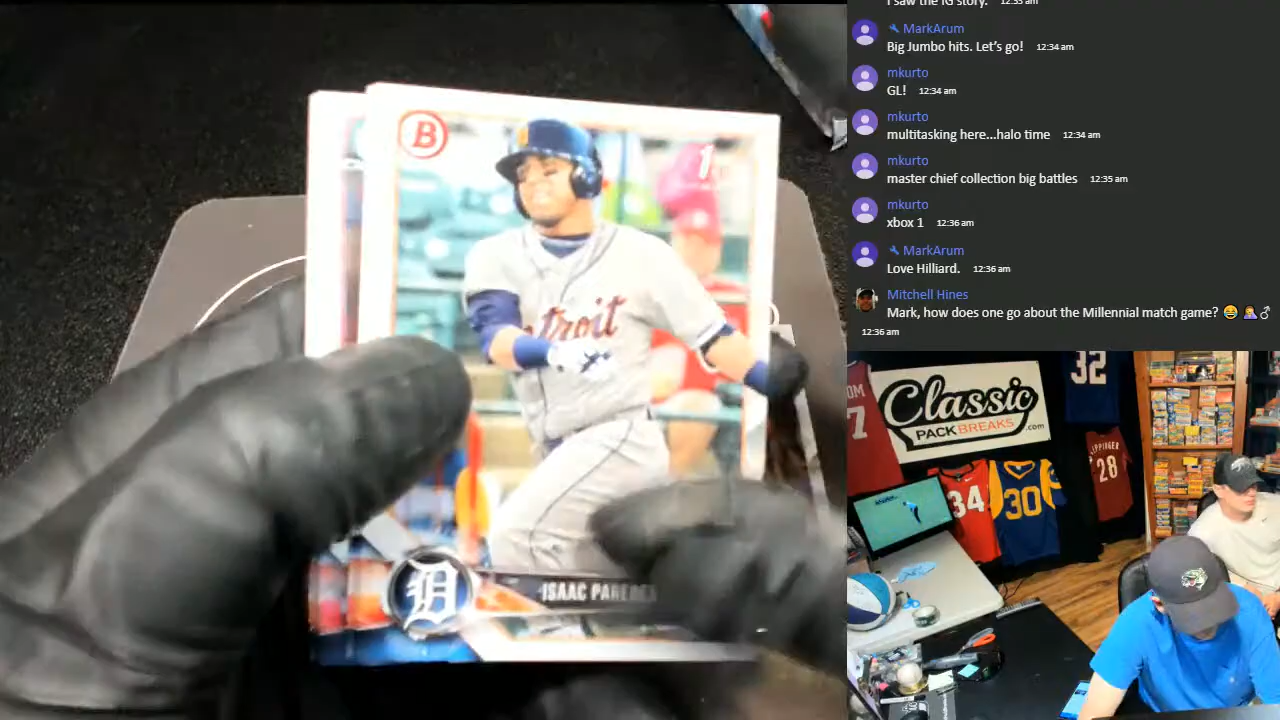 I saw the IG story. 12:33 am
MarkArum
Big Jumbo hits. Let's go! 12:34 am
mkurto
GL! 12:34 am
mkurto
multitasking here...halo time 12:34 am
mkurto
master chief collection big battles 12:35 am
mkurto
xbox 1 12:36 am
MarkArum
Love Hilliard. 12:36 am
Mitchell Hines
Mark, how does one go about the Millennial match game? 😂 🤦‍♂
12:36 am
B
1st
Detroit
D
ISAAC PAREDES
Classic
PACKBREAKS.com
32
7
34
30
28